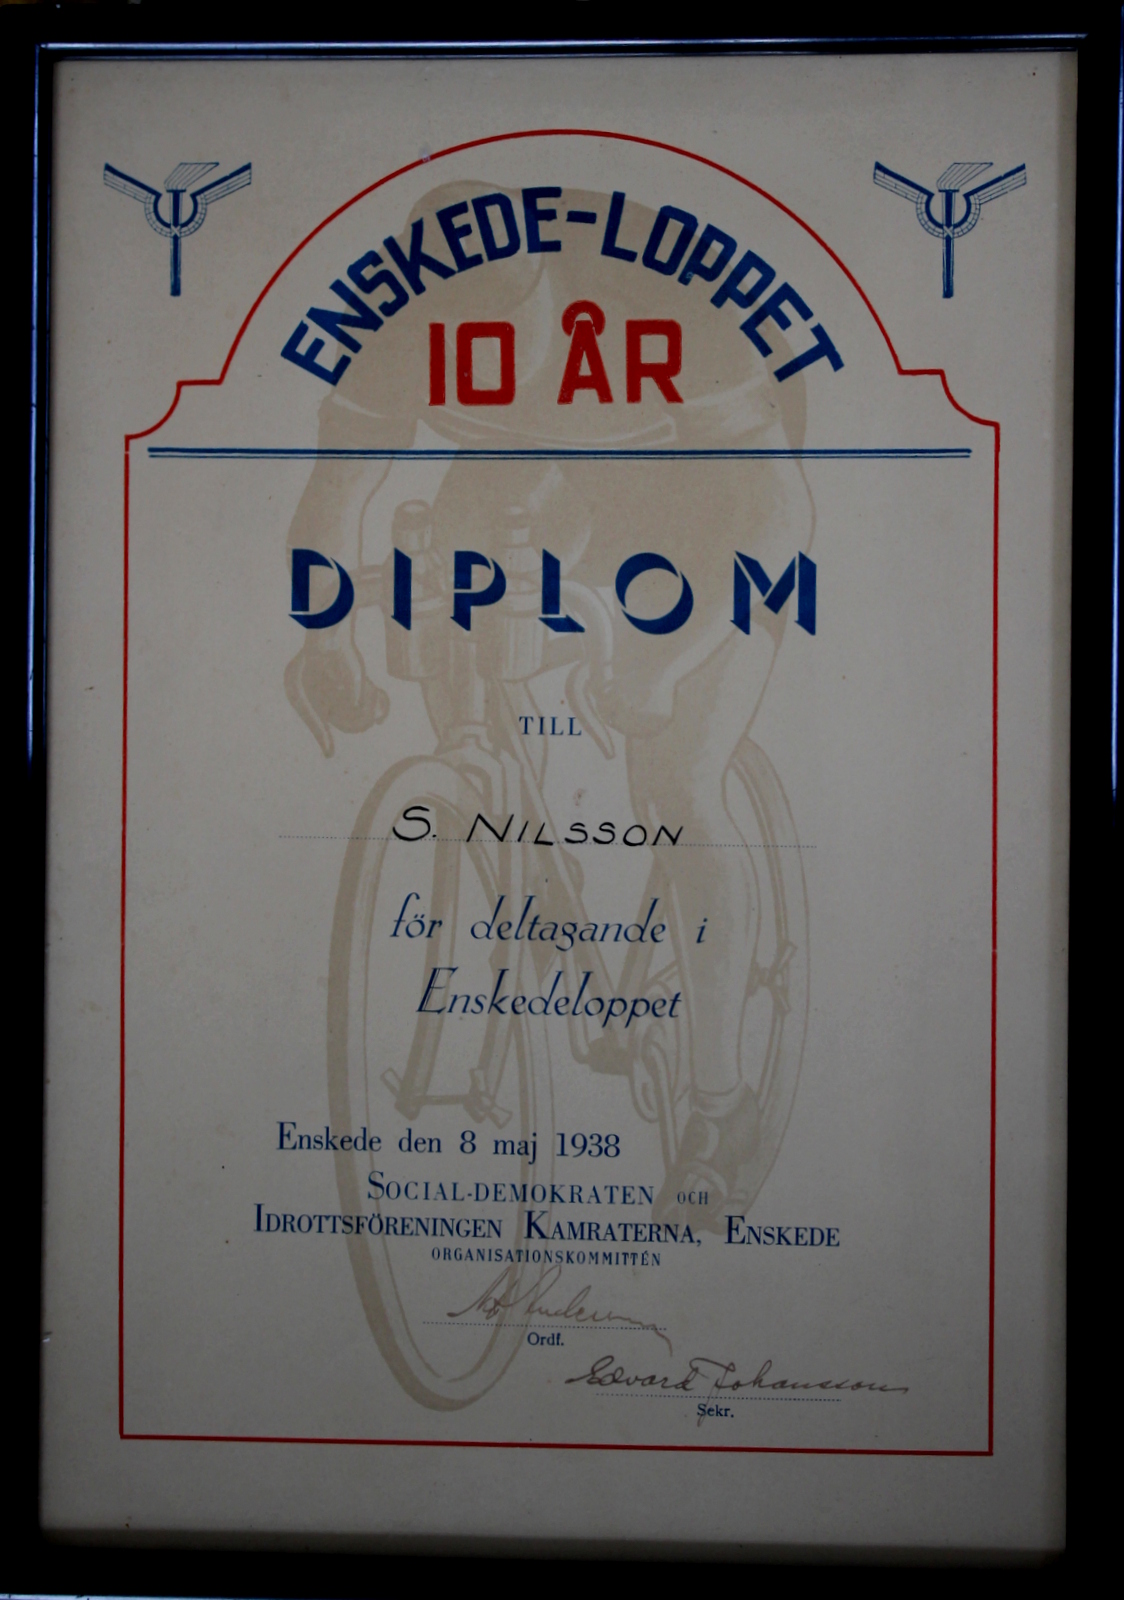 ENSKEDE-LOPPET
10 ÅR
DIPLOM
TILL
S. NILSSON
för deltagande i
Enskedeloppet
Enskede den 8 maj 1938
SOCIAL-DEMOKRATEN OCH
IDROTTSFÖRENINGEN KAMRATERNA, ENSKEDE
ORGANISATIONSKOMMITTÉN
Ordf.
Edvard Johansson
Sekr.